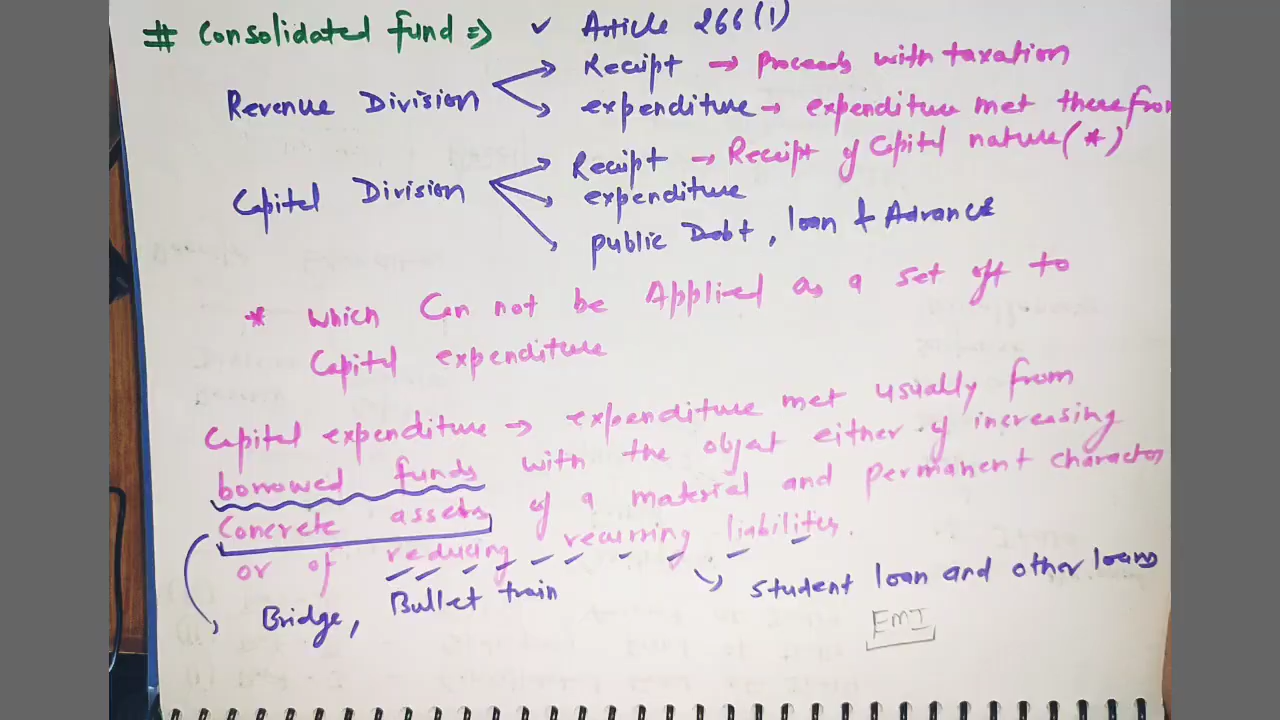 # Consolidated fund => ✓ Article 266(1)
Revenue Division
Receipt → Proceeds with taxation
expenditure → expenditure met therefrom
Capital Division
Receipt → Receipt of Capital nature (*)
expenditure
public Debt, loan & Advance
* which Can not be Applied as a set off to
Capital expenditure
Capital expenditure → expenditure met usually from
borrowed funds with the object either of increasing
Concrete assets of a material and permanent character
or of reducing recurring liabilites.
Bridge, Bullet train
student loan and other loans
EMI